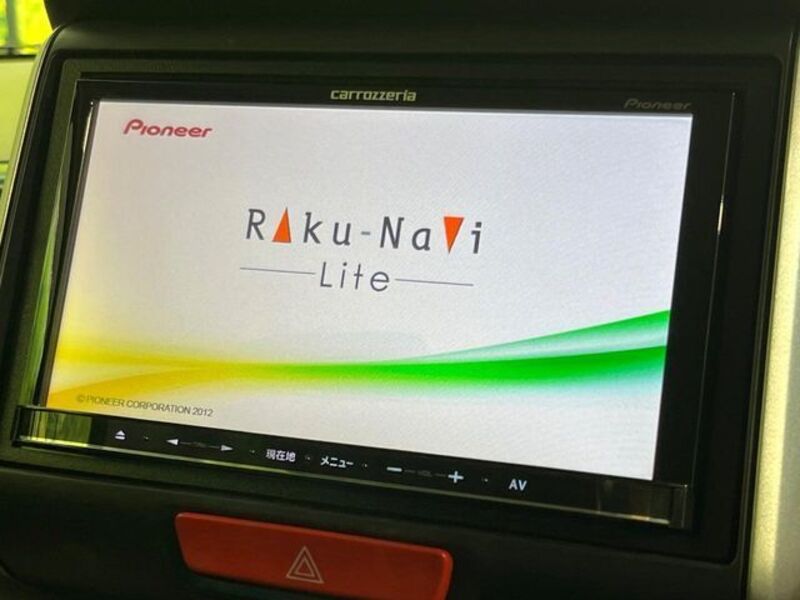 carrozzeria
Pioneer
Pioneer
Raku-Navi
Lite
© PIONEER CORPORATION 2012
現在地 メニュー − + AV